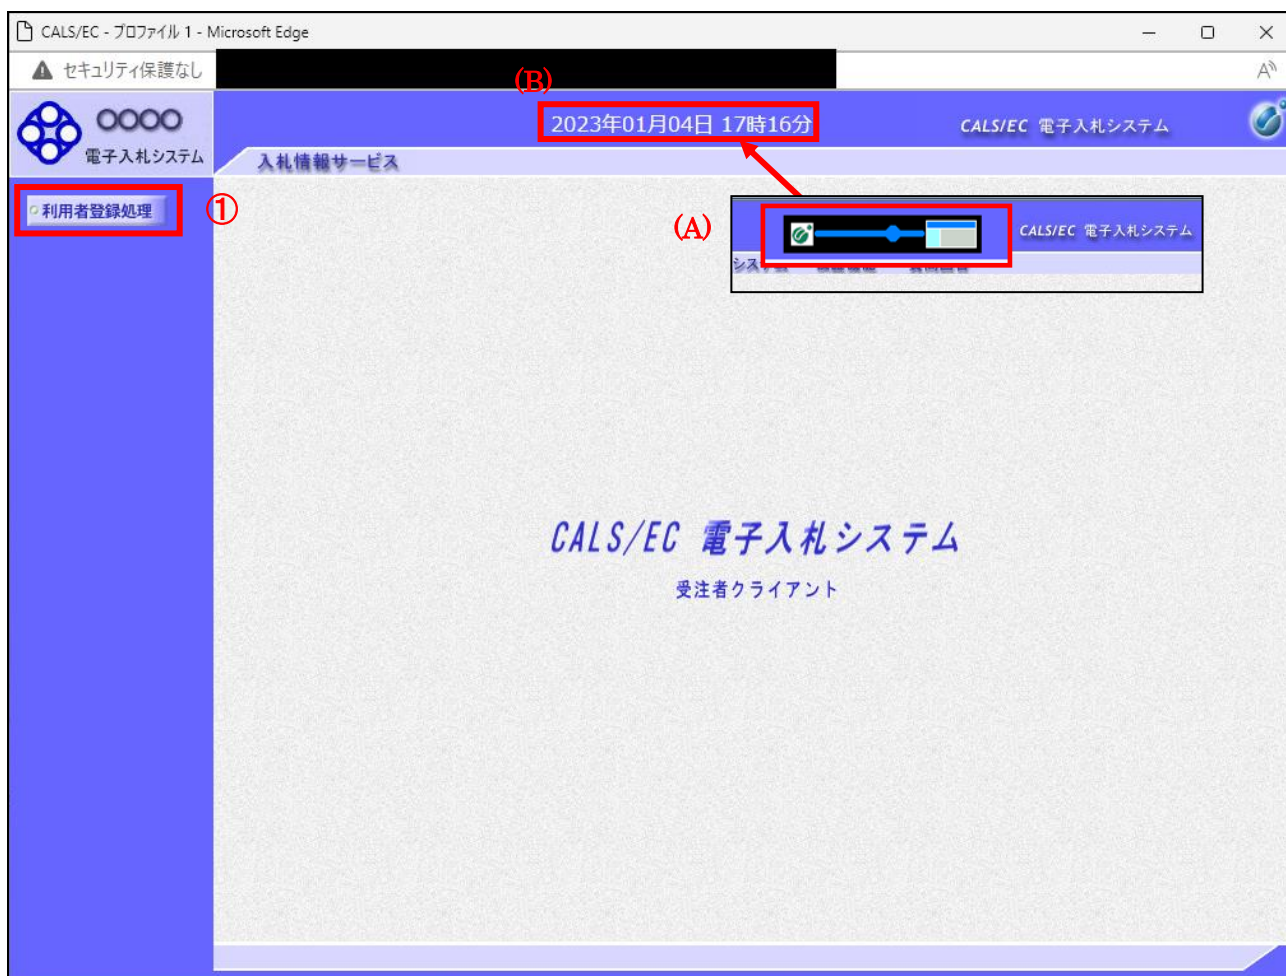 CALS/EC - プロファイル 1 - Microsoft Edge
セキュリティ保護なし
(B)
〇〇〇〇
電子入札システム
2023年01月04日 17時16分
CALS/EC 電子入札システム
入札情報サービス
利用者登録処理
①
(A)
CALS/EC 電子入札システム
CALS/EC 電子入札システム
受注者クライアント